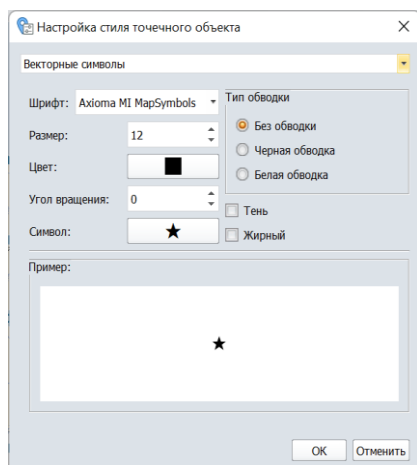 Настройка стиля точечного объекта
Векторные символы
Шрифт: Axioma MI MapSymbols
Тип обводки
Размер: 12
Без обводки
Черная обводка
Цвет:
Белая обводка
Угол вращения: 0
Тень
Символ:
Жирный
Пример:
OK Отменить